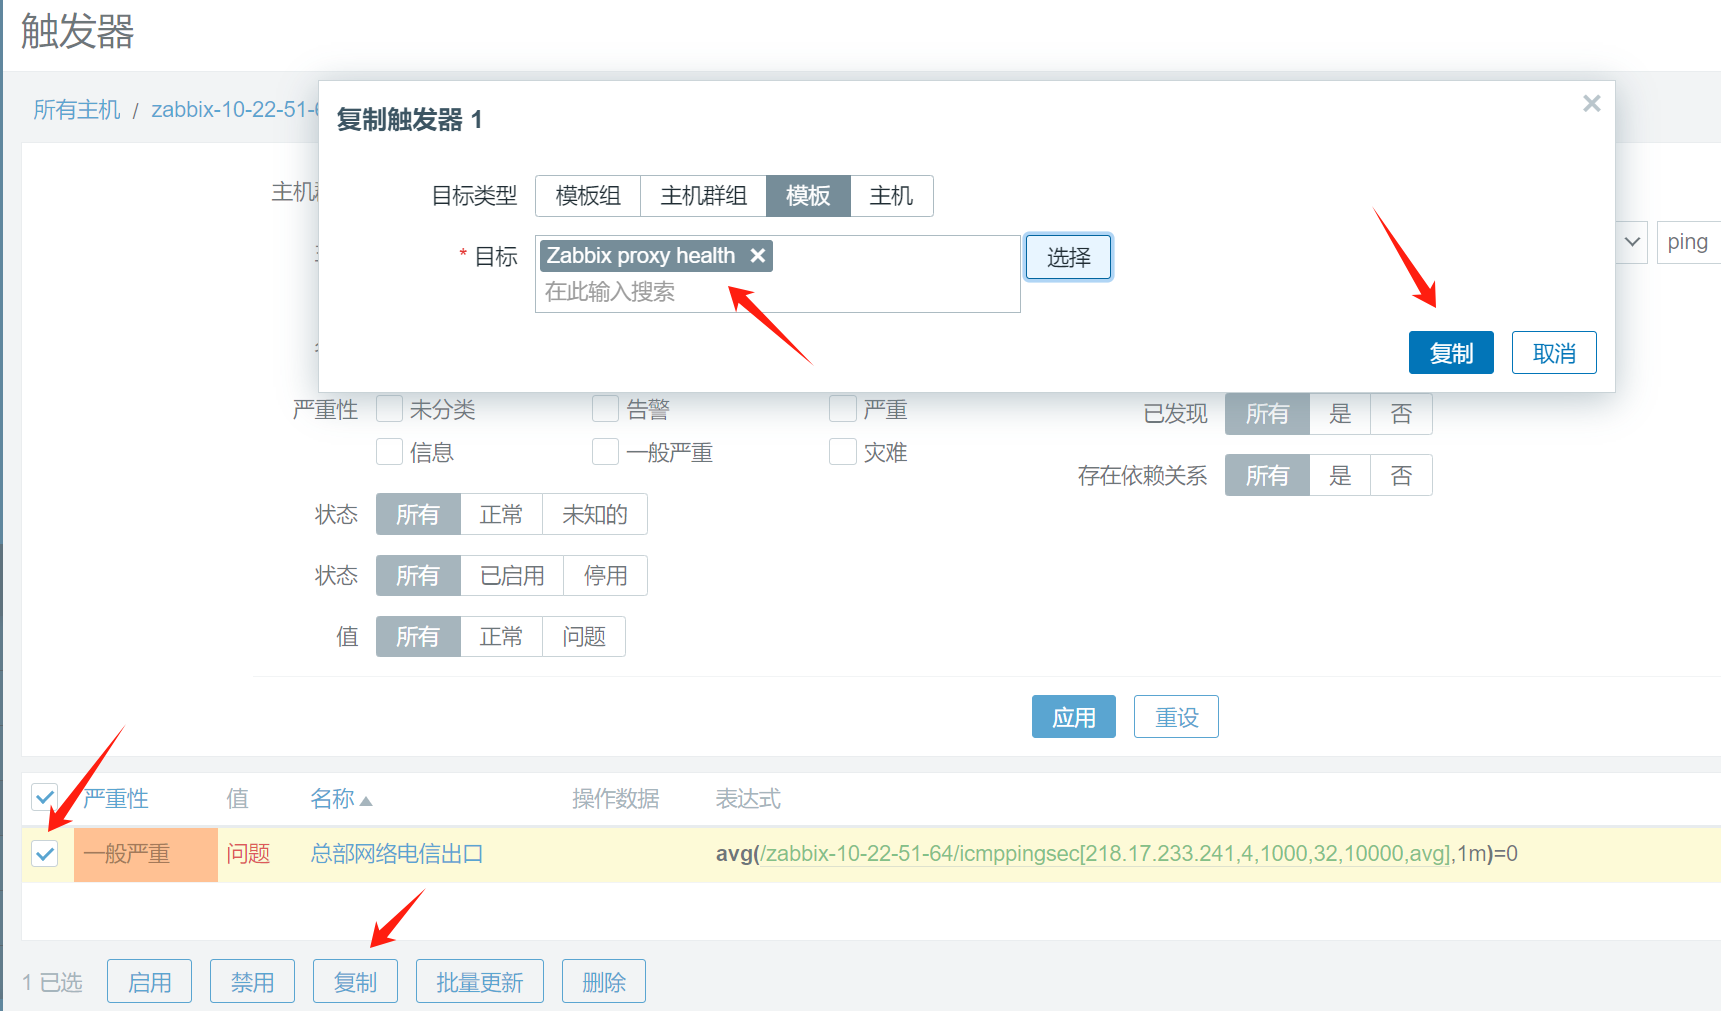 触发器
所有主机 / zabbix-10-22-51-6
复制触发器 1
目标类型 模板组 主机群组 模板 主机
* 目标 Zabbix proxy health 选择
在此输入搜索
主机
ping
复制 取消
严重性 未分类 告警 严重 已发现 所有 是 否
信息 一般严重 灾难
存在依赖关系 所有 是 否
状态 所有 正常 未知的
状态 所有 已启用 停用
值 所有 正常 问题
应用 重设
严重性 值 名称 操作数据 表达式
一般严重 问题 总部网络电信出口 avg(/zabbix-10-22-51-64/icmppingsec[218.17.233.241,4,1000,32,10000,avg],1m)=0
1 已选 启用 禁用 复制 批量更新 删除